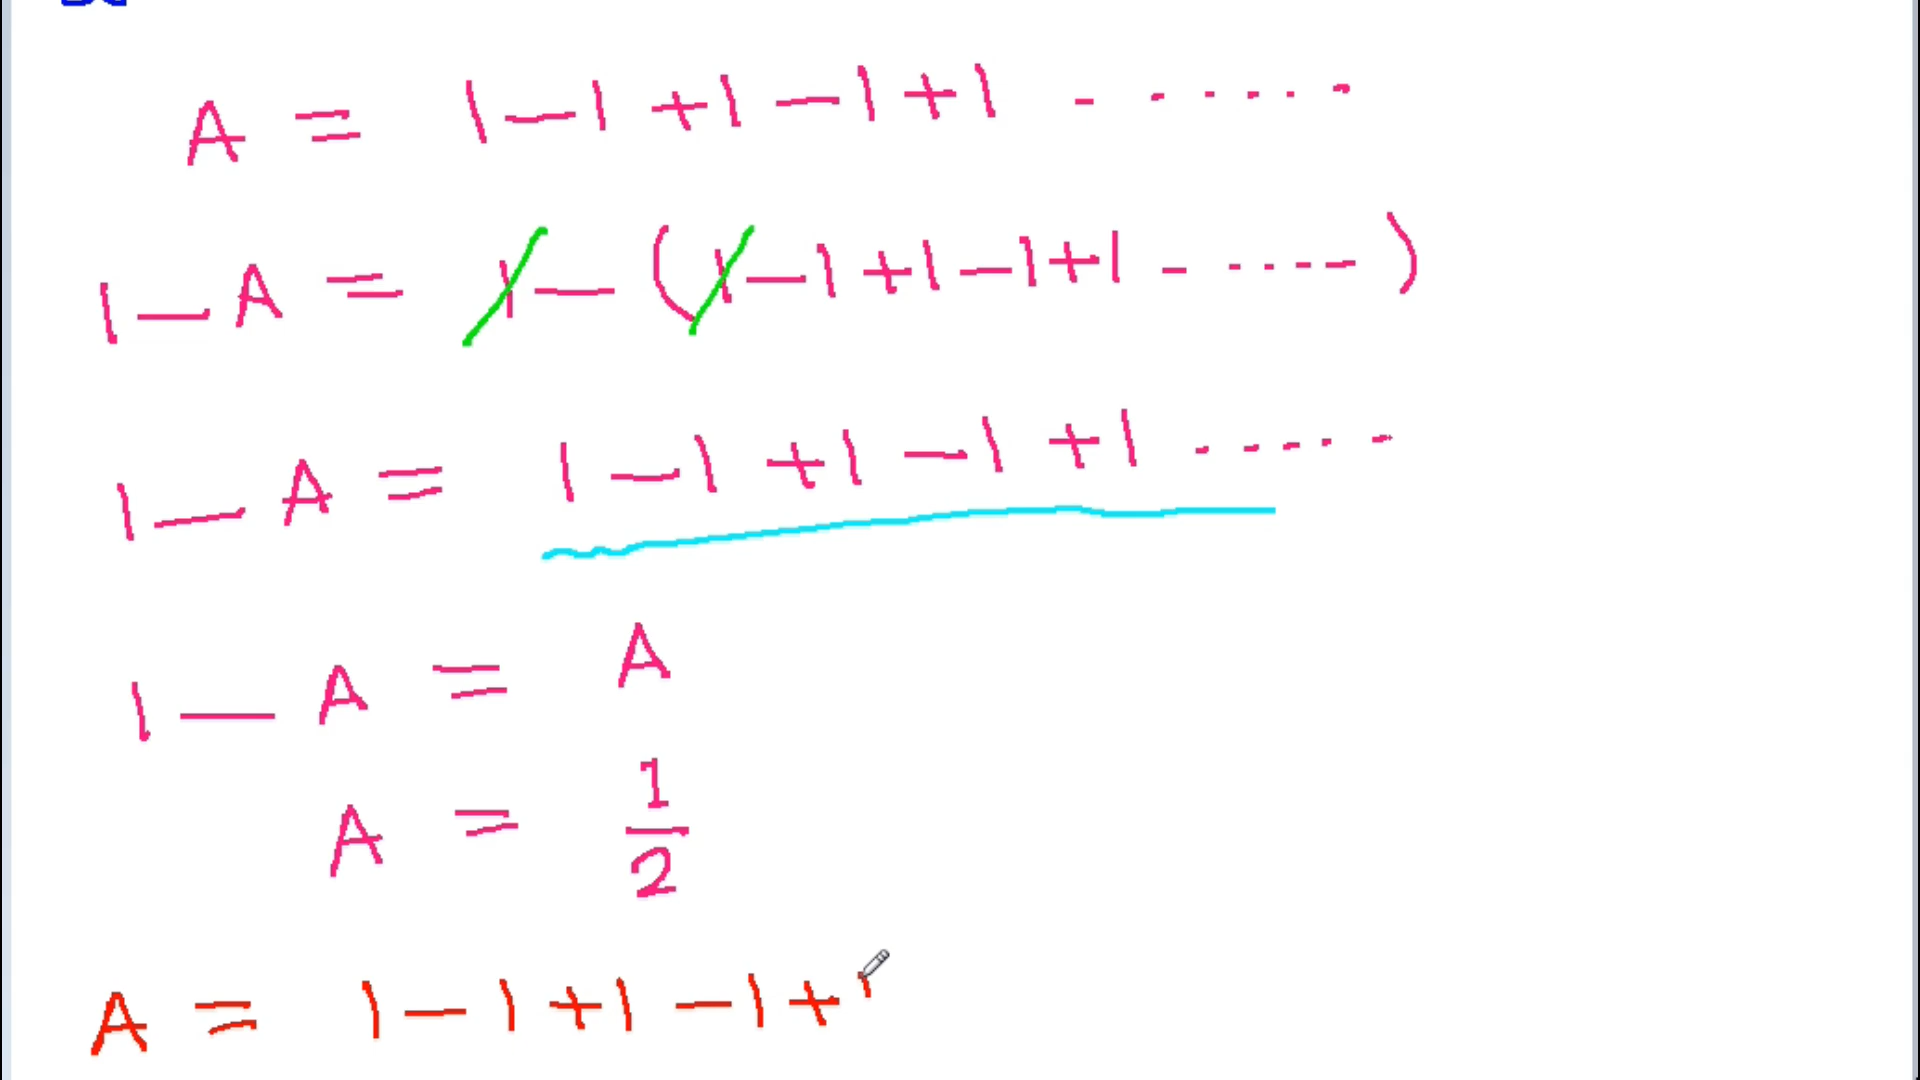 A = 1 - 1 + 1 - 1 + 1 - - - - - - -
1 - A = 1 - (1 - 1 + 1 - 1 + 1 - - - - - -)
1 - A = 1 - 1 + 1 - 1 + 1 - - - - - -
1 - A = A
A = 1/2
A = 1 - 1 + 1 - 1 +